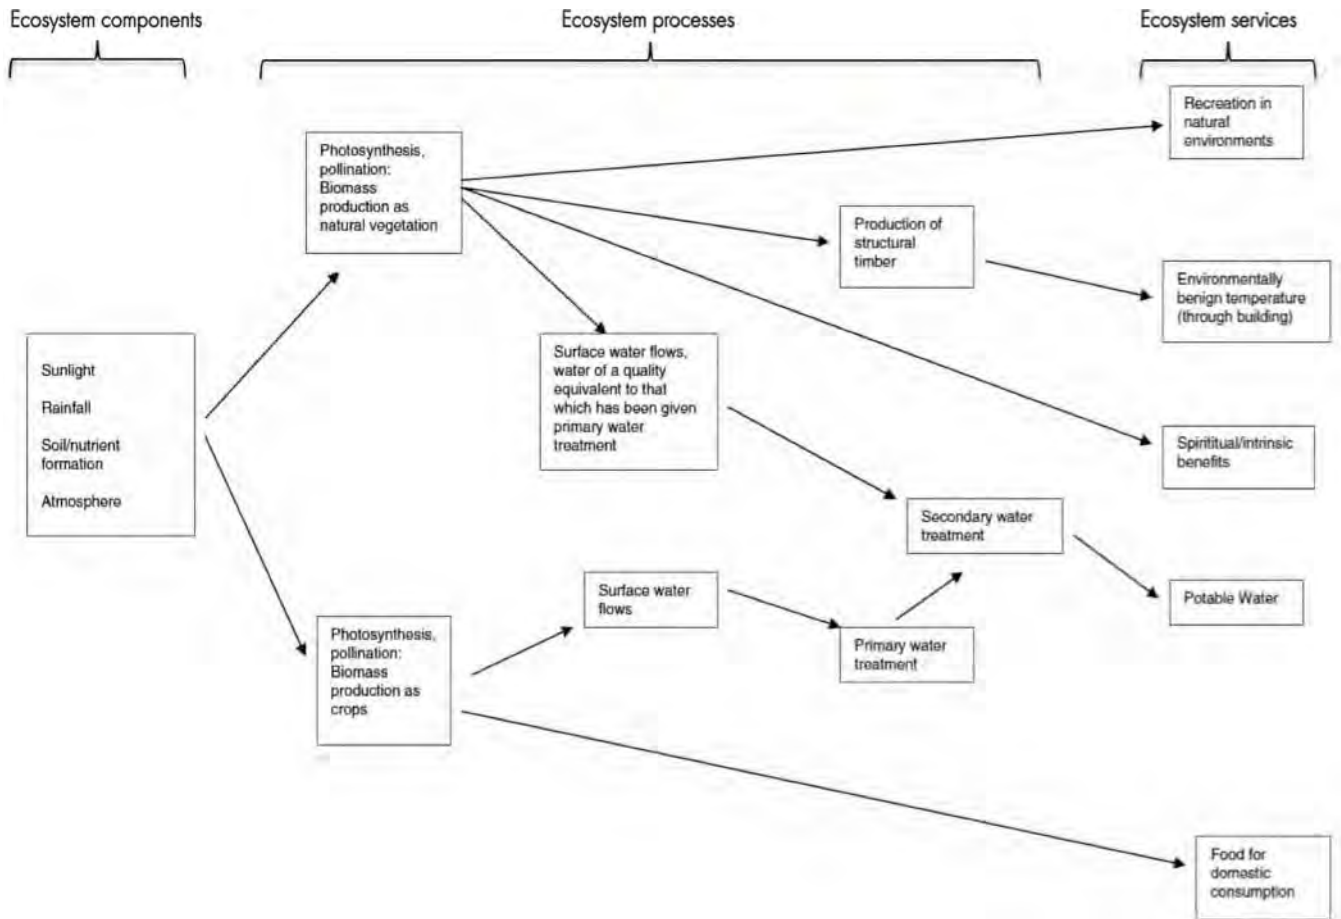 Ecosystem components
Ecosystem processes
Ecosystem services
Recreation in
natural
environments
Photosynthesis,
pollination:
Biomass
production as
natural vegetation
Production of
structural
timber
Environmentally
benign temperature
(through building)
Sunlight
Rainfall
Soil/nutrient
formation
Atmosphere
Surface water flows,
water of a quality
equivalent to that
which has been given
primary water
treatment
Spirititual/intrinsic
benefits
Secondary water
treatment
Surface water
flows
Potable Water
Photosynthesis,
pollination:
Biomass
production as
crops
Primary water
treatment
Food for
domestic
consumption